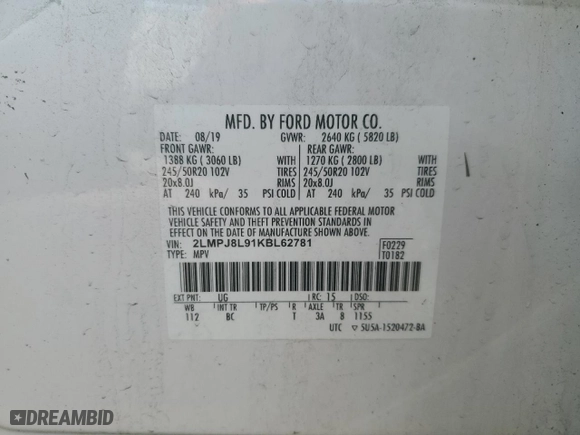 MFD. BY FORD MOTOR CO.
DATE: 08/19 GVWR: 2640 KG ( 5820 LB)
FRONT GAWR: REAR GAWR:
1388 KG ( 3060 LB) WITH 1270 KG ( 2800 LB) WITH
245/50R20 102V TIRES 245/50R20 102V TIRES
20x8.0J RIMS 20x8.0J RIMS
AT 240 kPa/ 35 PSI COLD AT 240 kPa/ 35 PSI COLD
THIS VEHICLE CONFORMS TO ALL APPLICABLE FEDERAL MOTOR
VEHICLE SAFETY AND THEFT PREVENTION STANDARDS IN
EFFECT ON THE DATE OF MANUFACTURE SHOWN ABOVE.
VIN: 2LMPJ8L91KBL62781 F0229
TYPE: MPV T0182
EXT PNT: UG RC: 15 DSO:
WB INT TR TP/PS R AXLE TR SPR
112 BC T 3A 8 1155
UTC ▽ 5U5A-1520472-BA
DREAMBID